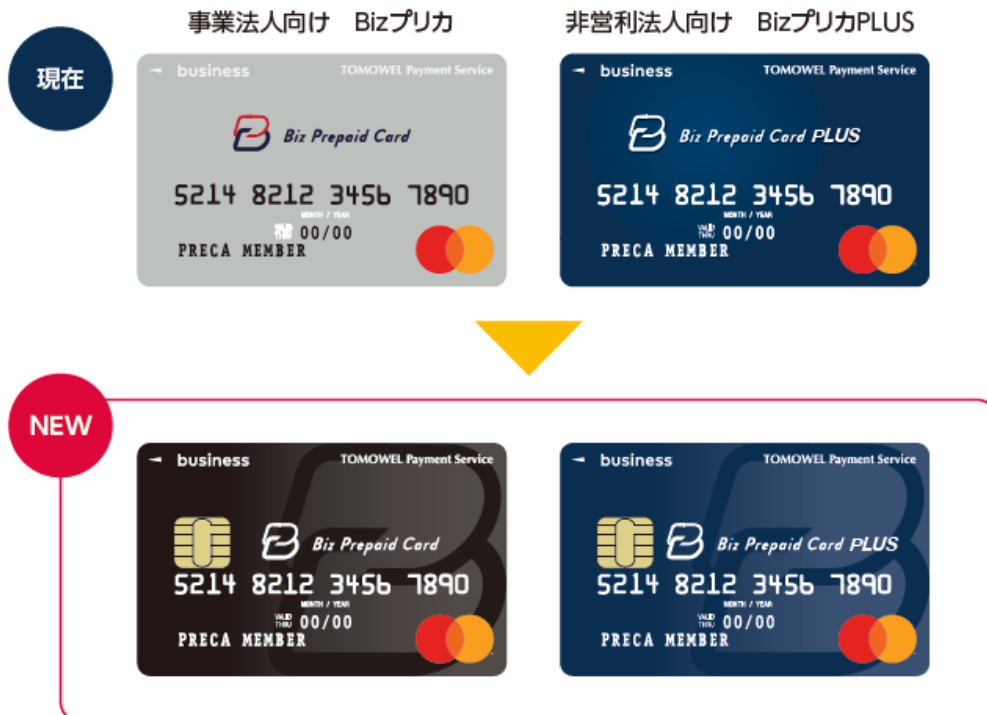 事業法人向け Bizプリカ
非営利法人向け BizプリカPLUS
現在
business
TOMOWEL Payment Service
Biz Prepaid Card
5214 8212 3456 7890
MONTH / YEAR
VALID THRU 00/00
PRECA MEMBER
business
TOMOWEL Payment Service
Biz Prepaid Card PLUS
5214 8212 3456 7890
MONTH / YEAR
VALID THRU 00/00
PRECA MEMBER
NEW
business
TOMOWEL Payment Service
Biz Prepaid Card
5214 8212 3456 7890
MONTH / YEAR
VALID THRU 00/00
PRECA MEMBER
business
TOMOWEL Payment Service
Biz Prepaid Card PLUS
5214 8212 3456 7890
MONTH / YEAR
VALID THRU 00/00
PRECA MEMBER